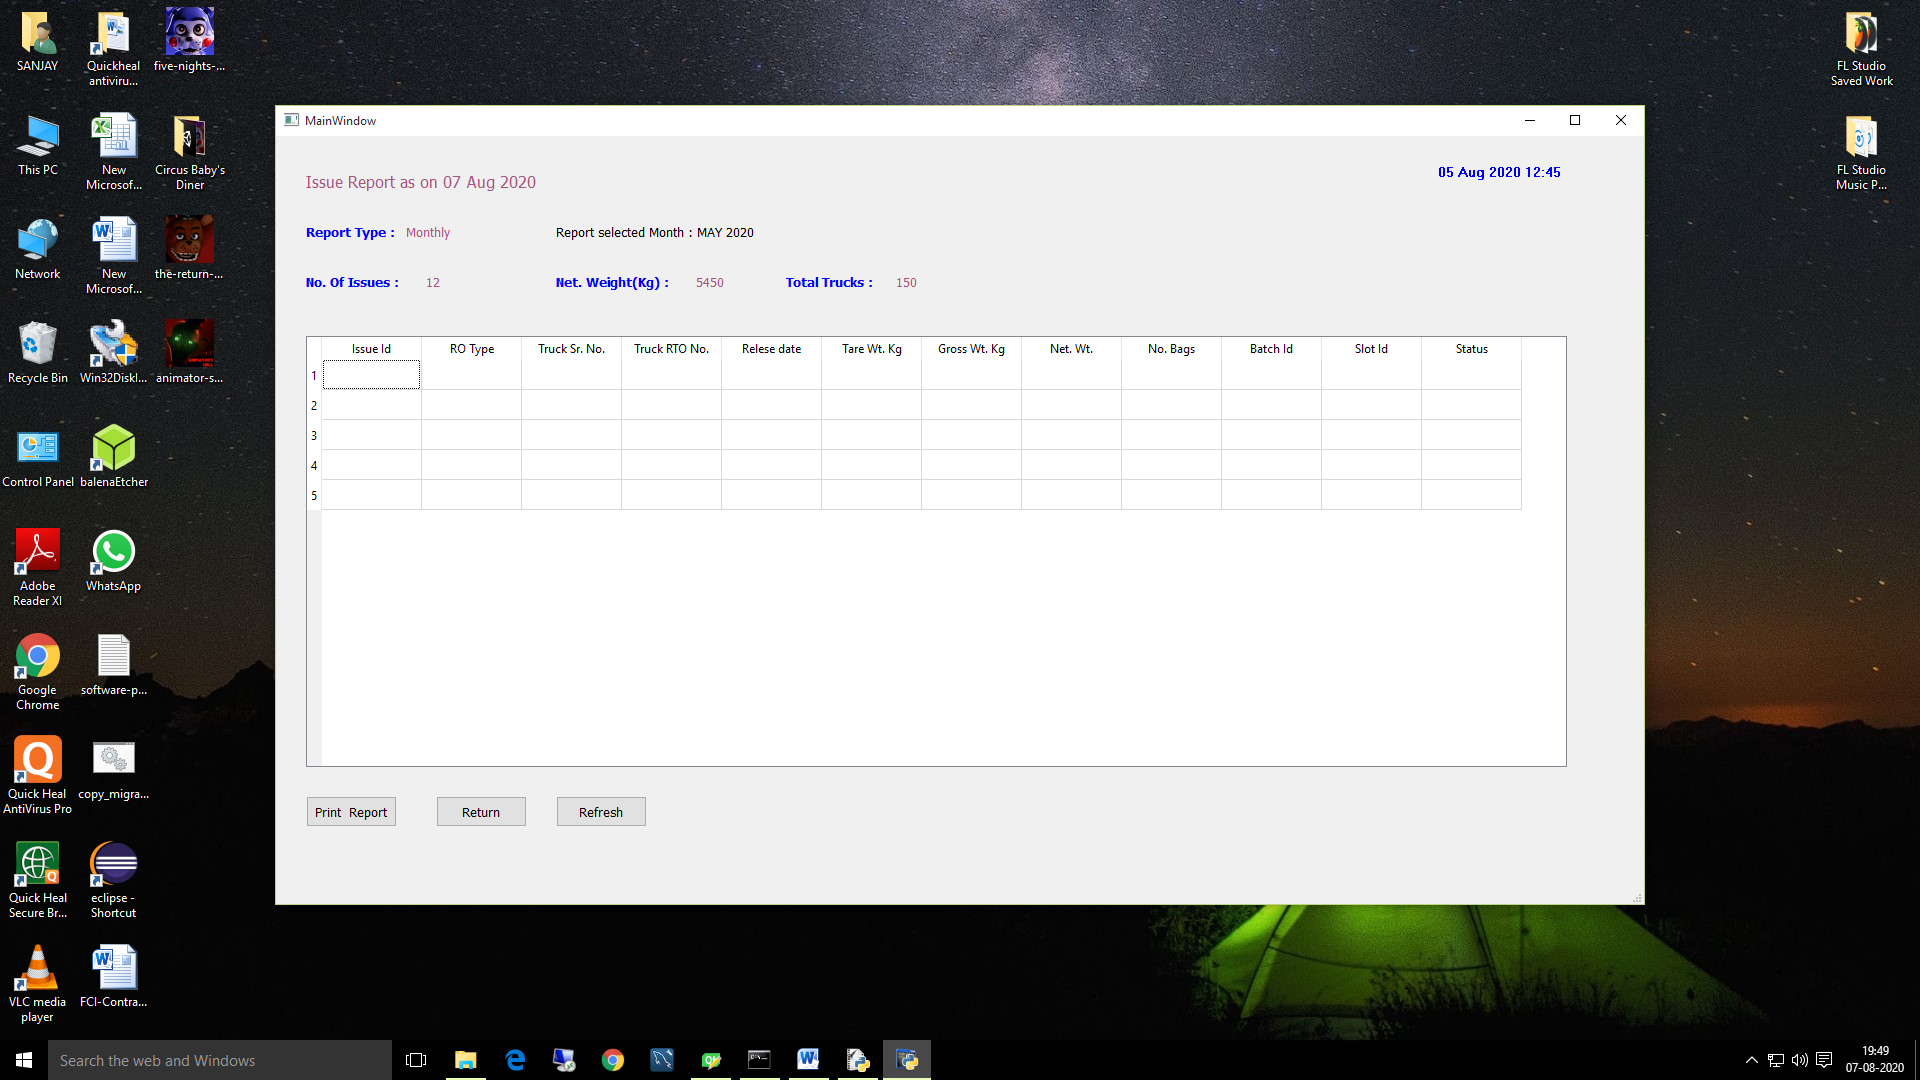 SANJAY
Quickheal
antiviru...
five-nights-...
FL Studio
Saved Work
This PC
New
Microsof...
Circus Baby's
Diner
FL Studio
Music P...
Network
New
Microsof...
the-return-...
Recycle Bin
Win32DiskI...
animator-s...
Control Panel
balenaEtcher
Adobe
Reader XI
WhatsApp
Google
Chrome
software-p...
Quick Heal
AntiVirus Pro
copy_migra...
Quick Heal
Secure Br...
eclipse -
Shortcut
VLC media
player
FCI-Contra...
MainWindow
05 Aug 2020 12:45
Issue Report as on 07 Aug 2020
Report Type : Monthly Report selected Month : MAY 2020
No. Of Issues : 12 Net. Weight(Kg) : 5450 Total Trucks : 150
Issue Id RO Type Truck Sr. No. Truck RTO No. Relese date Tare Wt. Kg Gross Wt. Kg Net. Wt. No. Bags Batch Id Slot Id Status
1
2
3
4
5
Print Report Return Refresh
Search the web and Windows
19:49
07-08-2020